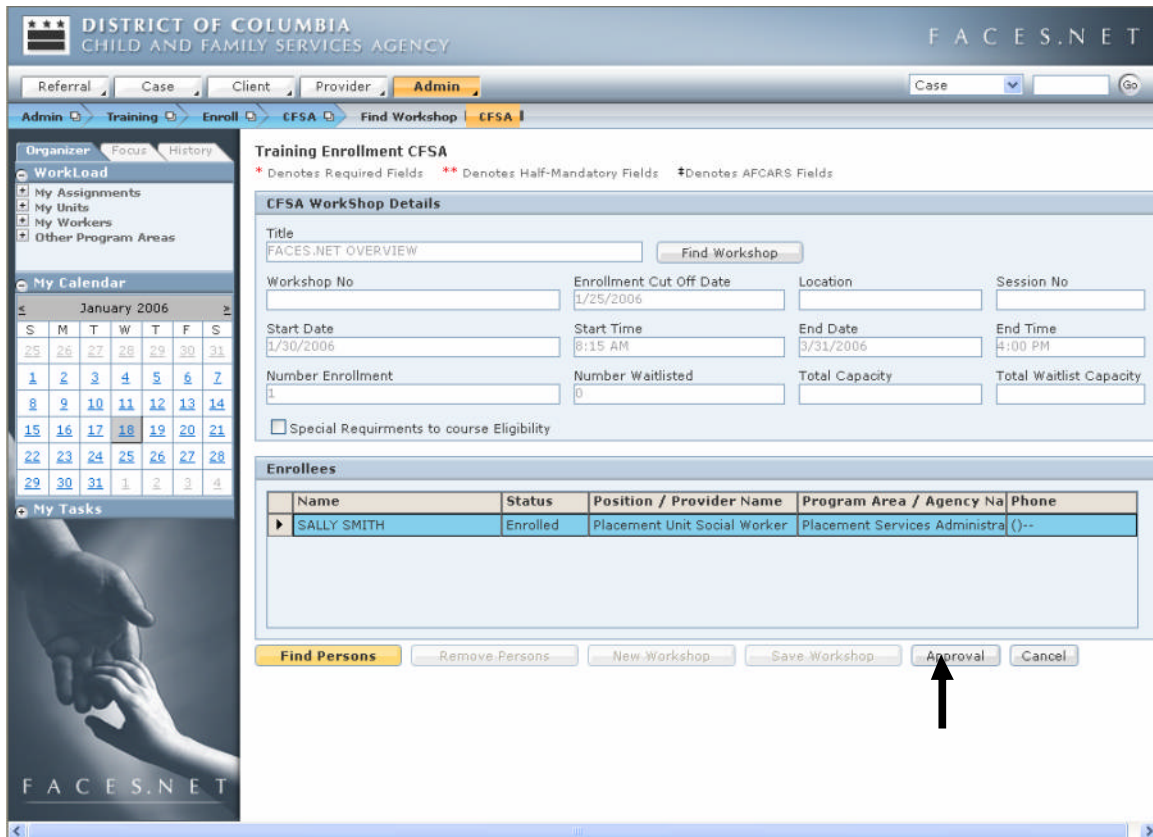 DISTRICT OF COLUMBIA
CHILD AND FAMILY SERVICES AGENCY
FACES.NET
Referral Case Client Provider Admin Case Go
Admin Training Enroll CFSA Find Workshop CFSA
Organizer Focus History
WorkLoad
My Assignments
My Units
My Workers
Other Program Areas
My Calendar
< January 2006 >
S M T W T F S
25 26 27 28 29 30 31
1 2 3 4 5 6 7
8 9 10 11 12 13 14
15 16 17 18 19 20 21
22 23 24 25 26 27 28
29 30 31 1 2 3 4
My Tasks
FACES.NET
Training Enrollment CFSA
* Denotes Required Fields ** Denotes Half-Mandatory Fields ‡Denotes AFCARS Fields
CFSA WorkShop Details
Title
FACES.NET OVERVIEW Find Workshop
Workshop No Enrollment Cut Off Date Location Session No
1/25/2006
Start Date Start Time End Date End Time
1/30/2006 8:15 AM 3/31/2006 4:00 PM
Number Enrollment Number Waitlisted Total Capacity Total Waitlist Capacity
1 0
Special Requirments to course Eligibility
Enrollees
Name Status Position / Provider Name Program Area / Agency Na Phone
SALLY SMITH Enrolled Placement Unit Social Worker Placement Services Administra ()--
Find Persons Remove Persons New Workshop Save Workshop Approval Cancel